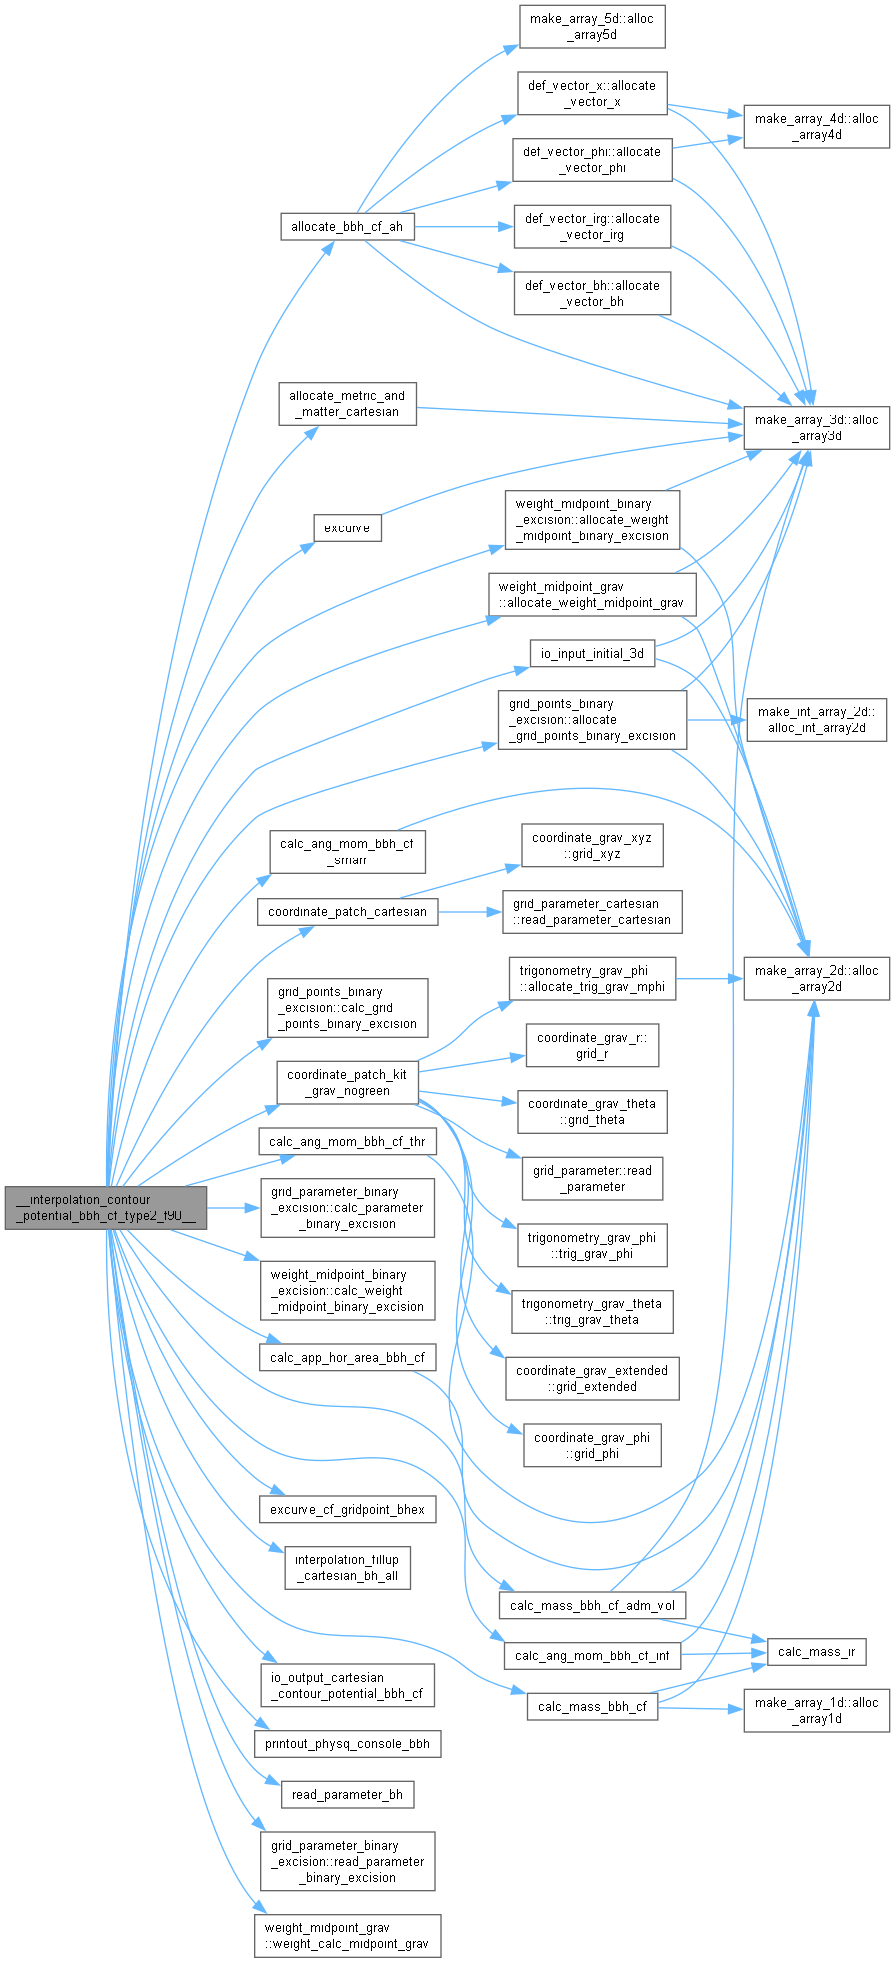 make_array_5d::alloc
_array5d
def_vector_x::allocate
_vector_x
make_array_4d::alloc
_array4d
def_vector_phi::allocate
_vector_phi
def_vector_irg::allocate
_vector_irg
allocate_bbh_cf_ah
def_vector_bh::allocate
_vector_bh
allocate_metric_and
_matter_cartesian
make_array_3d::alloc
_array3d
excurve
weight_midpoint_binary
_excision::allocate_weight
_midpoint_binary_excision
weight_midpoint_grav
::allocate_weight_midpoint_grav
io_input_initial_3d
grid_points_binary
_excision::allocate
_grid_points_binary_excision
make_int_array_2d::
alloc_int_array2d
calc_ang_mom_bbh_cf
_smarr
coordinate_grav_xyz
::grid_xyz
coordinate_patch_cartesian
grid_parameter_cartesian
::read_parameter_cartesian
grid_points_binary
_excision::calc_grid
_points_binary_excision
trigonometry_grav_phi
::allocate_trig_grav_mphi
make_array_2d::alloc
_array2d
coordinate_grav_r::
grid_r
coordinate_patch_kit
_grav_nogreen
coordinate_grav_theta
::grid_theta
calc_ang_mom_bbh_cf_thr
grid_parameter::read
_parameter
__interpolation_contour
_potential_bbh_cf_type2_f90__
grid_parameter_binary
_excision::calc_parameter
_binary_excision
trigonometry_grav_phi
::trig_grav_phi
weight_midpoint_binary
_excision::calc_weight
_midpoint_binary_excision
trigonometry_grav_theta
::trig_grav_theta
calc_app_hor_area_bbh_cf
coordinate_grav_extended
::grid_extended
coordinate_grav_phi
::grid_phi
excurve_cf_gridpoint_bhex
interpolation_fillup
_cartesian_bh_all
calc_mass_bbh_cf_adm_vol
calc_ang_mom_bbh_cf_inf
calc_mass_ir
io_output_cartesian
_contour_potential_bbh_cf
calc_mass_bbh_cf
make_array_1d::alloc
_array1d
printout_physq_console_bbh
read_parameter_bh
grid_parameter_binary
_excision::read_parameter
_binary_excision
weight_midpoint_grav
::weight_calc_midpoint_grav